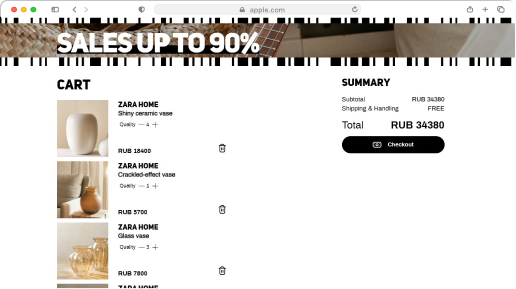 apple.com
SALES UP TO 90%
CART
ZARA HOME
Shiny ceramic vase
Quality — 4 +
RUB 18400
ZARA HOME
Crackled-effect vase
Quality — 1 +
RUB 5700
ZARA HOME
Glass vase
Quality — 3 +
RUB 7800
ZARA HOME
SUMMARY
Subtotal RUB 34380
Shipping & Handling FREE
Total RUB 34380
Checkout